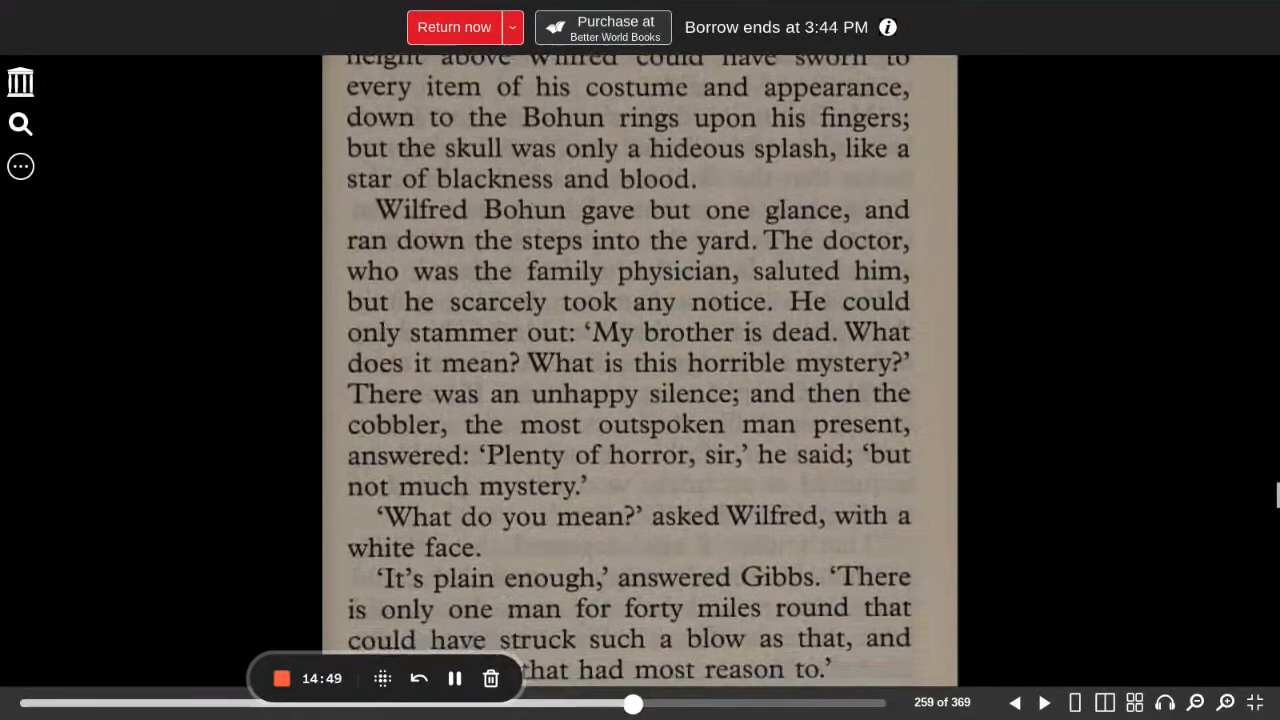 Return now
Purchase at
Better World Books
Borrow ends at 3:44 PM
height above Wilfred could have sworn to
every item of his costume and appearance,
down to the Bohun rings upon his fingers;
but the skull was only a hideous splash, like a
star of blackness and blood.
Wilfred Bohun gave but one glance, and
ran down the steps into the yard. The doctor,
who was the family physician, saluted him,
but he scarcely took any notice. He could
only stammer out: ‘My brother is dead. What
does it mean? What is this horrible mystery?’
There was an unhappy silence; and then the
cobbler, the most outspoken man present,
answered: ‘Plenty of horror, sir,’ he said; ‘but
not much mystery.’
‘What do you mean?’ asked Wilfred, with a
white face.
‘It’s plain enough,’ answered Gibbs. ‘There
is only one man for forty miles round that
could have struck such a blow as that, and
that had most reason to.’
14:49
259 of 369